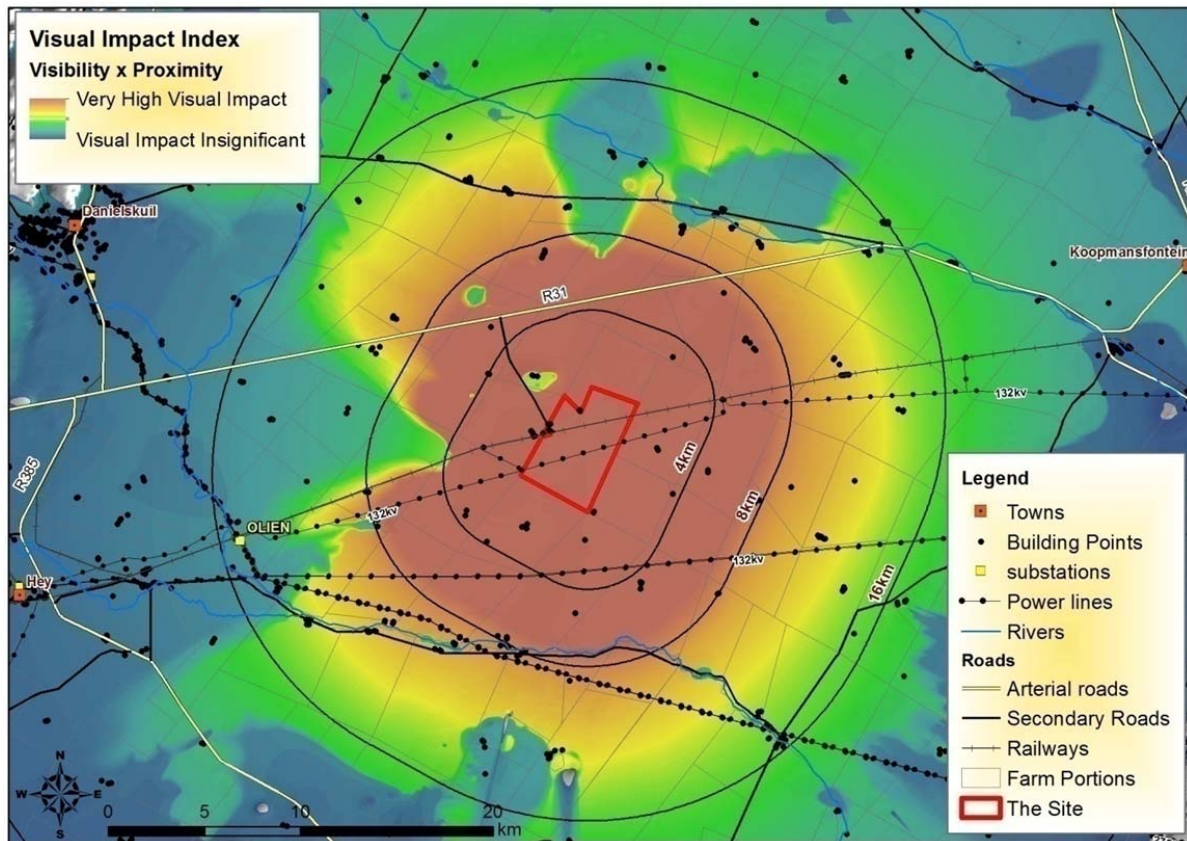 Visual Impact Index
Visibility x Proximity
Very High Visual Impact
Visual Impact Insignificant
Danielskuil
Koopmansfontein
R31
132kv
R385
4km
8km
OLIEN
132kv
132kv
Hey
16km
Legend
Towns
Building Points
substations
Power lines
Rivers
Roads
Arterial roads
Secondary Roads
Railways
Farm Portions
The Site
N
W E
S
0 5 10 20
km